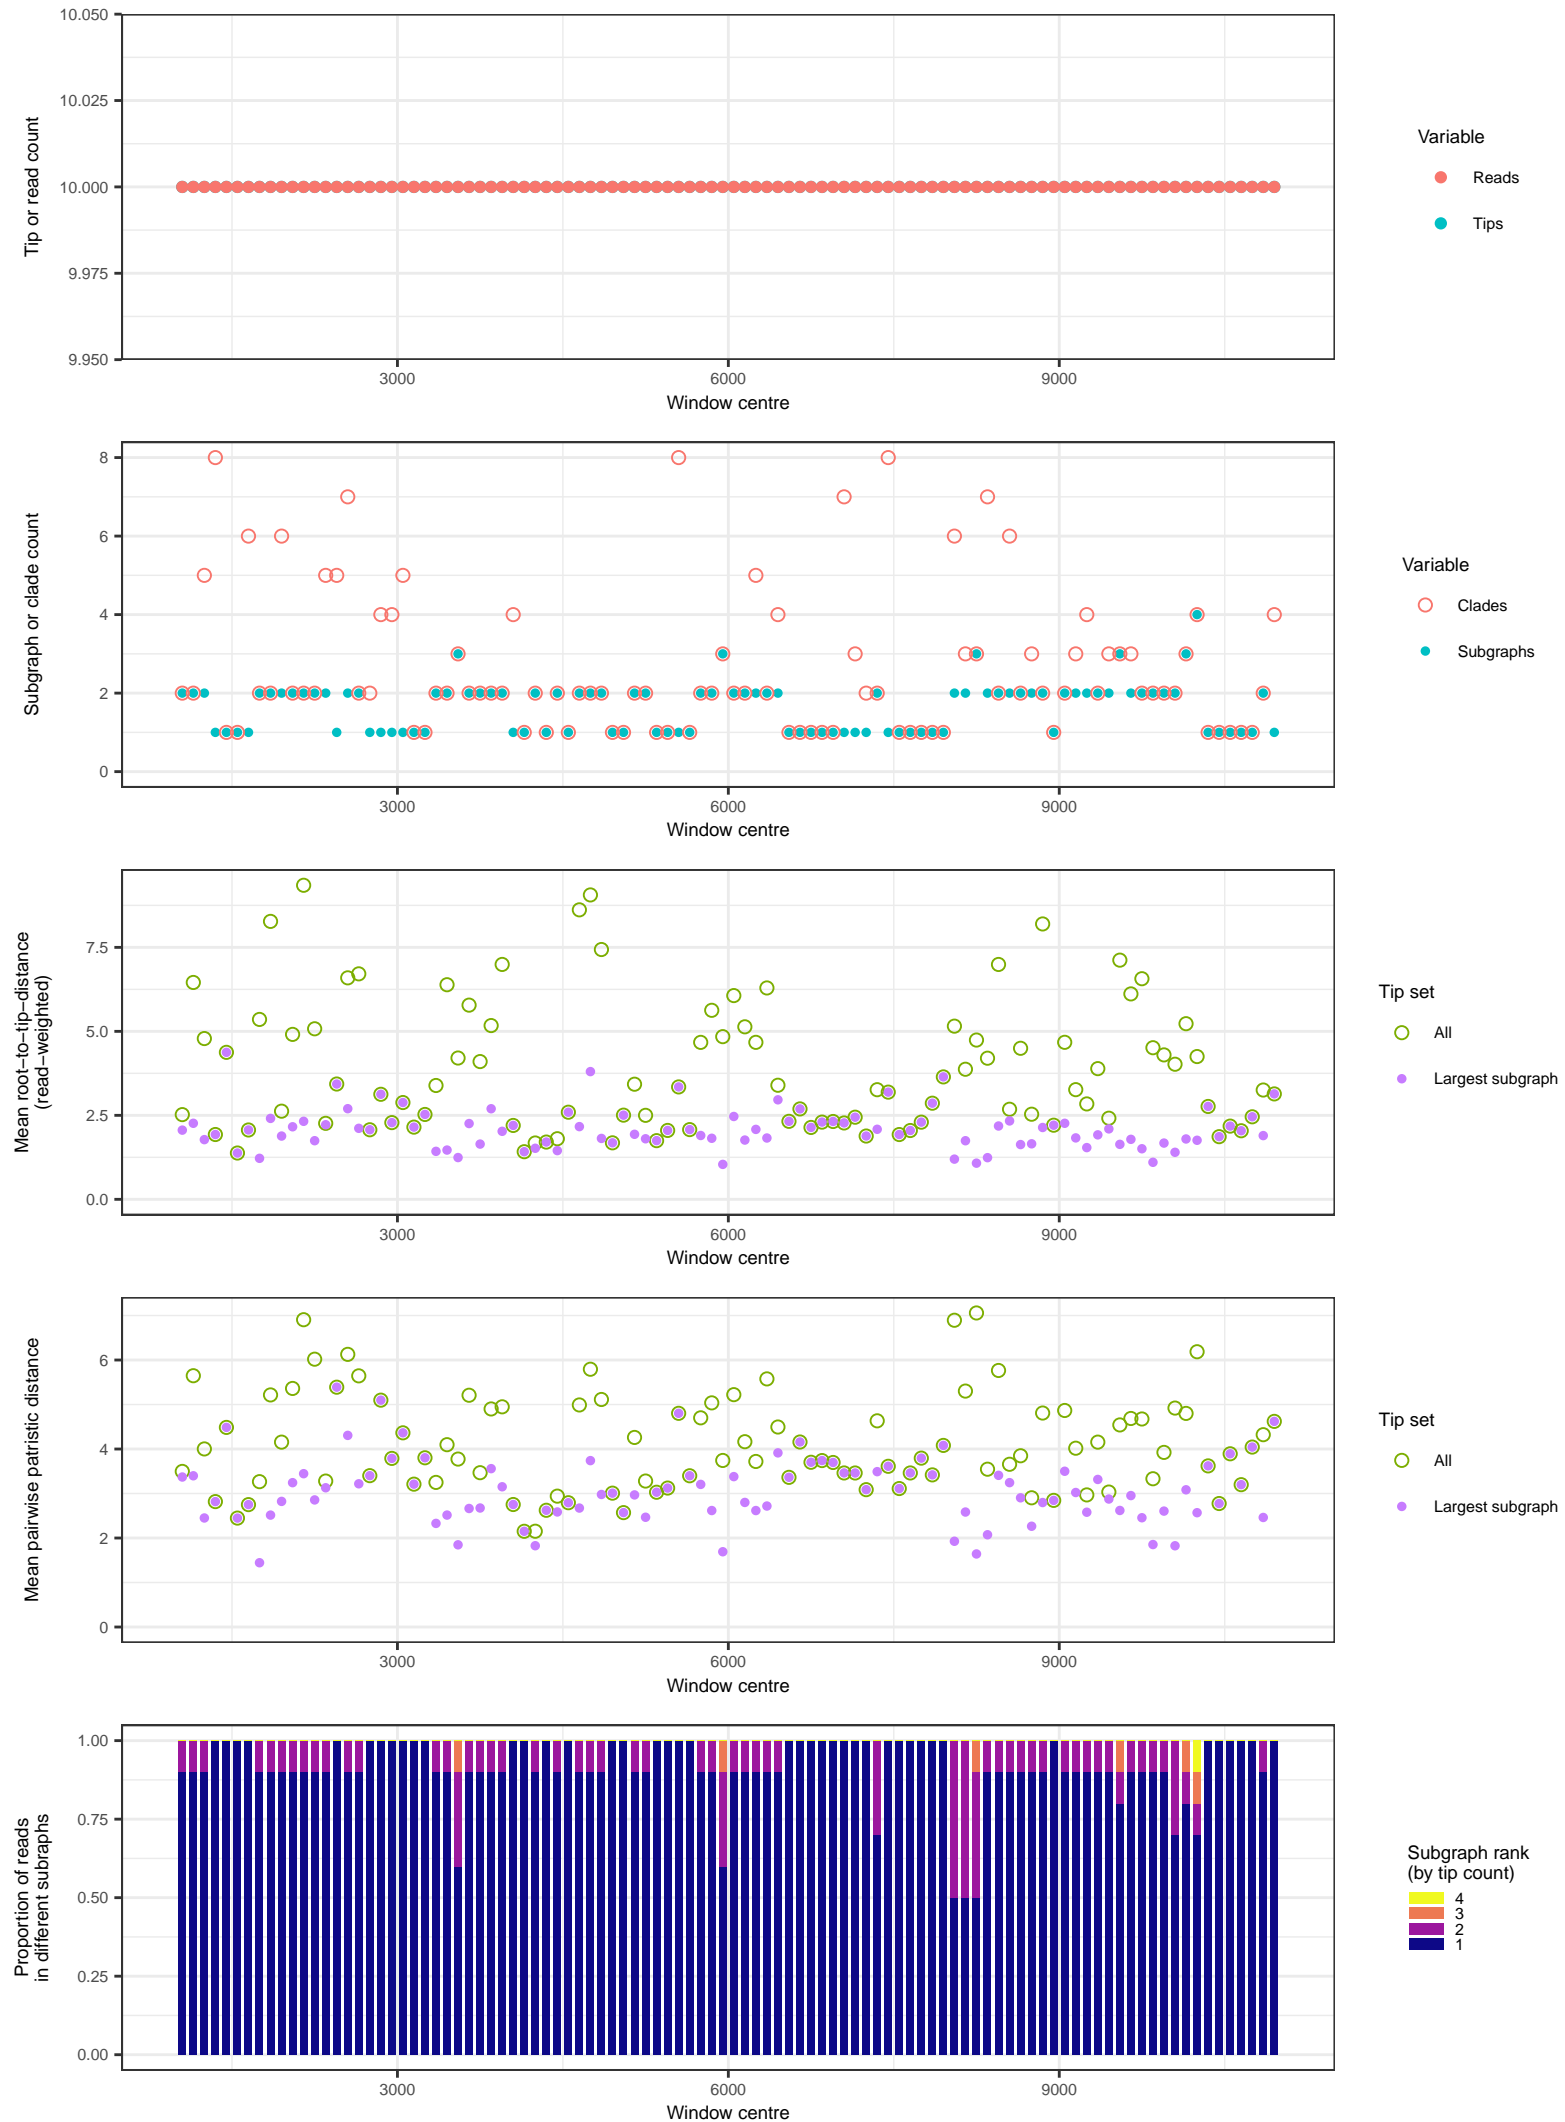 10.050
10.025
10.000
9.975
9.950
Tip or read count
3000
6000
9000
Window centre
Variable
Reads
Tips
8
6
4
2
0
Subgraph or clade count
3000
6000
9000
Window centre
Variable
Clades
Subgraphs
7.5
5.0
2.5
0.0
Mean root−to−tip−distance
(read−weighted)
3000
6000
9000
Window centre
Tip set
All
Largest subgraph
6
4
2
0
Mean pairwise patristic distance
3000
6000
9000
Window centre
Tip set
All
Largest subgraph
1.00
0.75
0.50
0.25
0.00
Proportion of reads
in different subraphs
3000
6000
9000
Window centre
Subgraph rank
(by tip count)
4
3
2
1